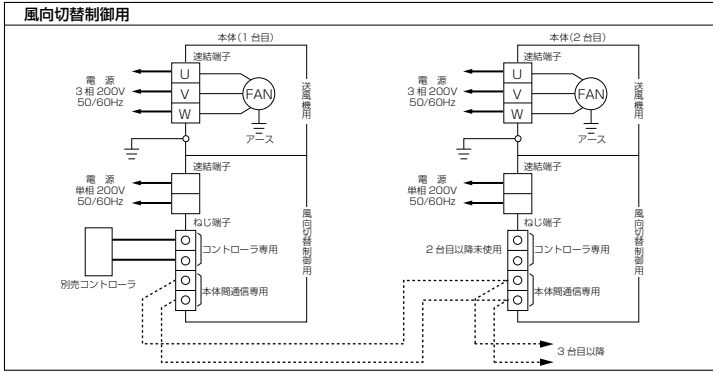 風向切替制御用
本体(1台目)
速結端子
電源
3相200V
50/60Hz
U
V
W
FAN
送風機用
アース
速結端子
電源
単相200V
50/60Hz
ねじ端子
コントローラ専用
本体間通信専用
別売コントローラ
風向切替制御用
本体(2台目)
速結端子
電源
3相200V
50/60Hz
U
V
W
FAN
送風機用
アース
速結端子
電源
単相200V
50/60Hz
ねじ端子
2台目以降未使用
コントローラ専用
本体間通信専用
風向切替制御用
3台目以降